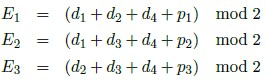 E₁ = (d₁ + d₂ + d₄ + p₁) mod 2
E₂ = (d₁ + d₃ + d₄ + p₂) mod 2
E₃ = (d₂ + d₃ + d₄ + p₃) mod 2